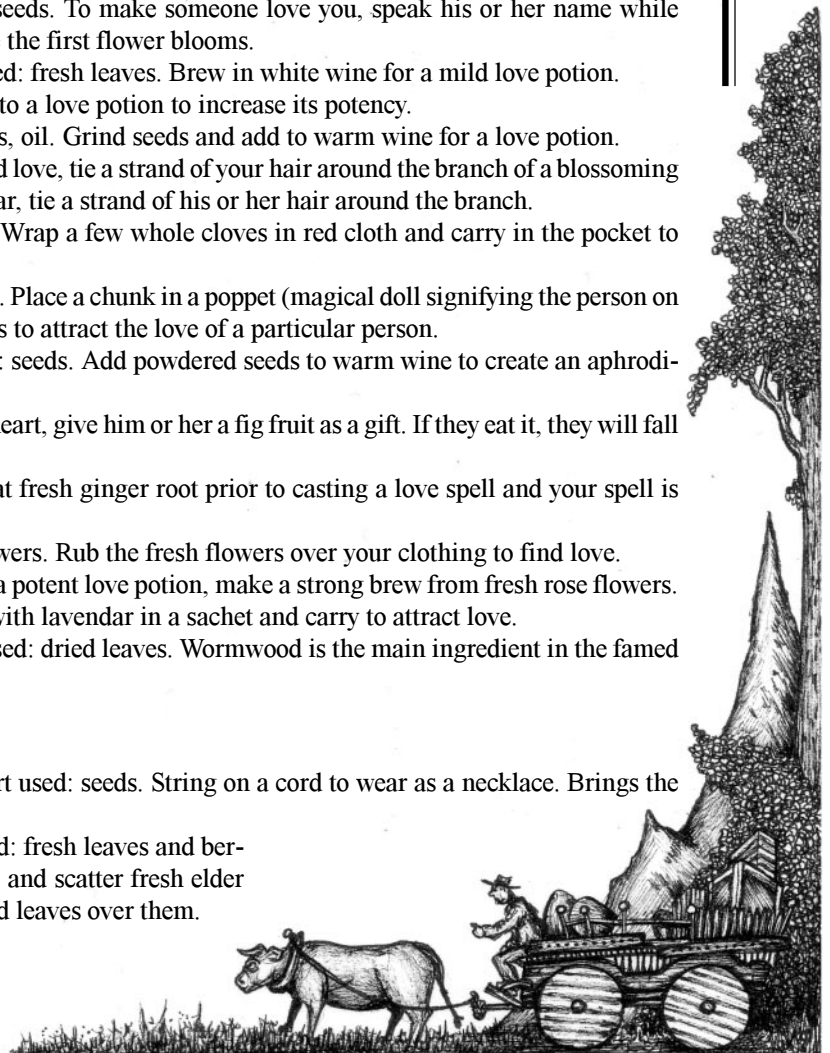 seeds. To make someone love you, speak his or her name while
the first flower blooms.
ed: fresh leaves. Brew in white wine for a mild love potion.
to a love potion to increase its potency.
s, oil. Grind seeds and add to warm wine for a love potion.
d love, tie a strand of your hair around the branch of a blossoming
ar, tie a strand of his or her hair around the branch.
Wrap a few whole cloves in red cloth and carry in the pocket to
. Place a chunk in a poppet (magical doll signifying the person on
s to attract the love of a particular person.
: seeds. Add powdered seeds to warm wine to create an aphrodi-
eart, give him or her a fig fruit as a gift. If they eat it, they will fall
at fresh ginger root prior to casting a love spell and your spell is
wers. Rub the fresh flowers over your clothing to find love.
a potent love potion, make a strong brew from fresh rose flowers.
with lavendar in a sachet and carry to attract love.
sed: dried leaves. Wormwood is the main ingredient in the famed
rt used: seeds. String on a cord to wear as a necklace. Brings the
d: fresh leaves and ber-
and scatter fresh elder
d leaves over them.